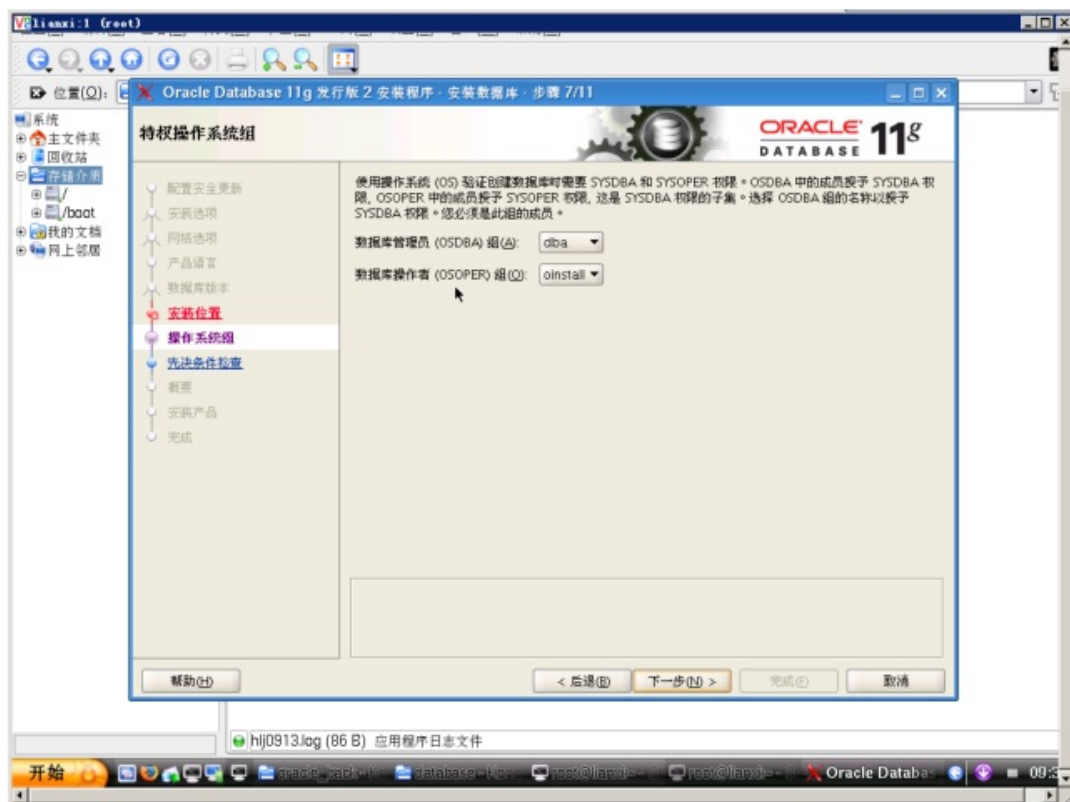 lianxi:1 (root)
位置(O):
Oracle Database 11g 发行版 2 安装程序 - 安装数据库 - 步骤 7/11
系统
主文件夹
回收站
存储介质
/
/boot
我的文档
网上邻居
特权操作系统组
ORACLE
DATABASE
11g
配置安全更新
安装选项
网格选项
产品语言
数据库版本
安装位置
操作系统组
先决条件检查
概要
安装产品
完成
使用操作系统 (OS) 验证创建数据库时需要 SYSDBA 和 SYSOPER 权限。OSDBA 中的成员授予 SYSDBA 权
限, OSOPER 中的成员授予 SYSOPER 权限, 这是 SYSDBA 权限的子集。选择 OSDBA 组的名称以授予
SYSDBA 权限。您必须是此组的成员。
数据库管理员 (OSDBA) 组(A): dba
数据库操作者 (OSOPER) 组(O): oinstall
帮助(H)
< 后退(B)
下一步(N) >
完成(F)
取消
hlj0913.log (86 B) 应用程序日志文件
开始
Oracle Databas